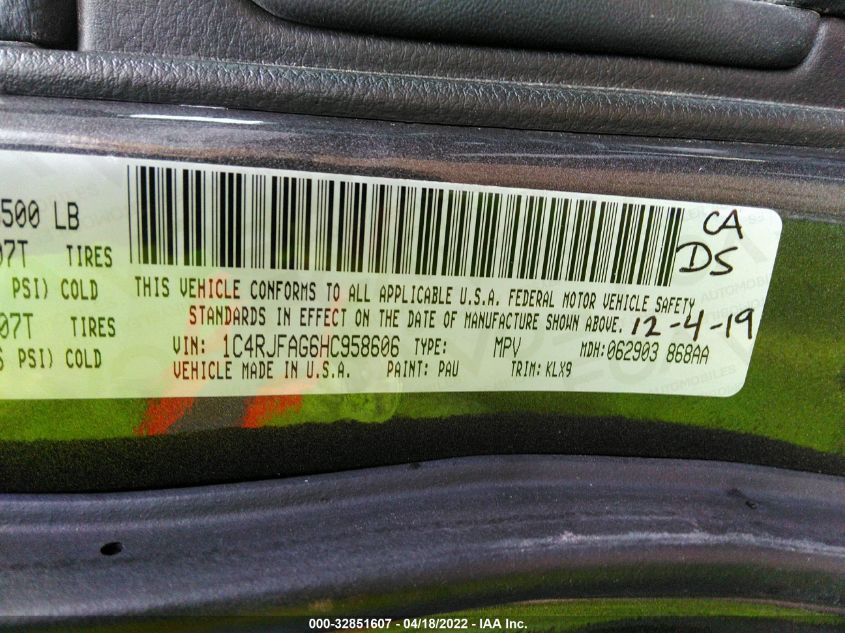 500 LB
07T TIRES
PSI) COLD
07T TIRES
PSI) COLD
CA
DS
THIS VEHICLE CONFORMS TO ALL APPLICABLE U.S.A. FEDERAL MOTOR VEHICLE SAFETY
STANDARDS IN EFFECT ON THE DATE OF MANUFACTURE SHOWN ABOVE. 12-4-19
VIN: 1C4RJFAG6HC958606 TYPE: MPV MDH:062903 868AA
VEHICLE MADE IN U.S.A. PAINT: PAU TRIM: KLX9
000-32851607 - 04/18/2022 - IAA Inc.